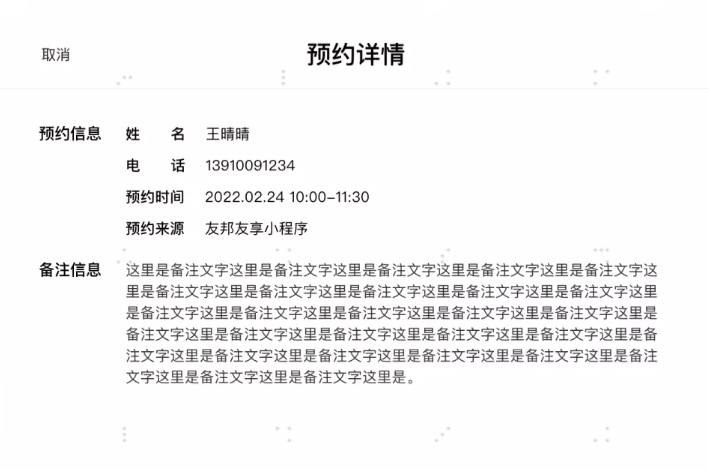 取消
预约详情
预约信息
姓 名 王晴晴
电 话 13910091234
预约时间 2022.02.24 10:00-11:30
预约来源 友邦友享小程序
备注信息
这里是备注文字这里是备注文字这里是备注文字这里是备注文字这里是备注文字这
里是备注文字这里是备注文字这里是备注文字这里是备注文字这里是备注文字这里
是备注文字这里是备注文字这里是备注文字这里是备注文字这里是备注文字这里是
备注文字这里是备注文字这里是备注文字这里是备注文字这里是备注文字这里是备
注文字这里是备注文字这里是备注文字这里是备注文字这里是备注文字这里是备注
文字这里是备注文字这里是备注文字这里是。